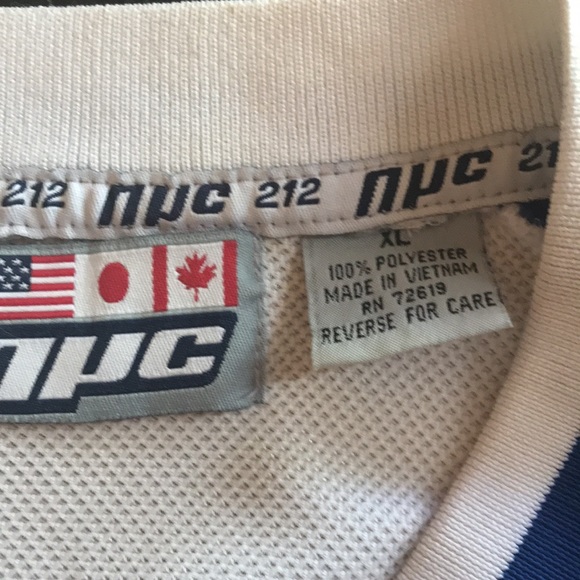 212 nyc 212 nyc 21
nyc
XL
100% POLYESTER
MADE IN VIETNAM
RN 72619
REVERSE FOR CARE